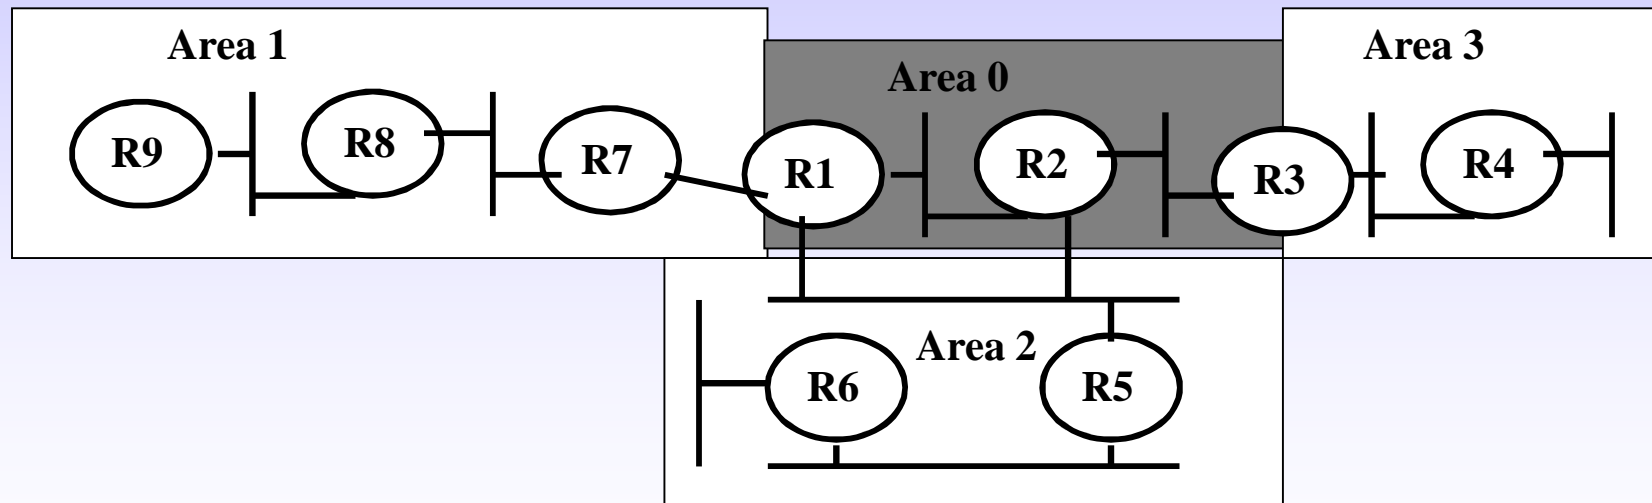 Area 1
Area 0
Area 3
R9
R8
R7
R1
R2
R3
R4
Area 2
R6
R5